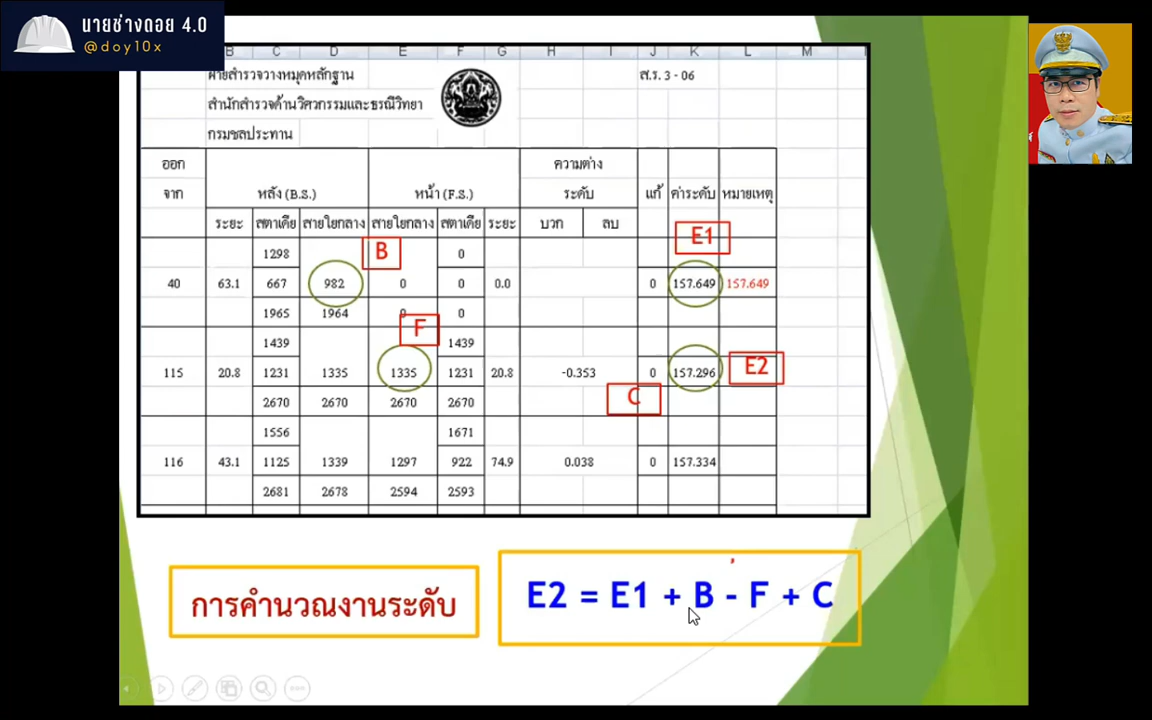 นายช่างดอย 4.0
@doy10x
B C D E F G H I J K L M
ฝ่ายสำรวจวางหมุดหลักฐาน ส.ร. 3 - 06
สำนักสำรวจด้านวิศวกรรมและธรณีวิทยา
กรมชลประทาน
ออก ความต่าง
จาก หลัง (B.S.) หน้า (F.S.) ระดับ แก้ ค่าระดับ หมายเหตุ
ระยะ สตาเดีย สายใยกลาง สายใยกลาง สตาเดีย ระยะ บวก ลบ
E1
1298 B 0
40 63.1 667 982 0 0 0.0 0 157.649 157.649
1965 1964 0 0
F
1439 1439
115 20.8 1231 1335 1335 1231 20.8 -0.353 0 157.296 E2
2670 2670 2670 2670 C
1556 1671
116 43.1 1125 1339 1297 922 74.9 0.038 0 157.334
2681 2678 2594 2593
การคำนวณงานระดับ
E2 = E1 + B - F + C